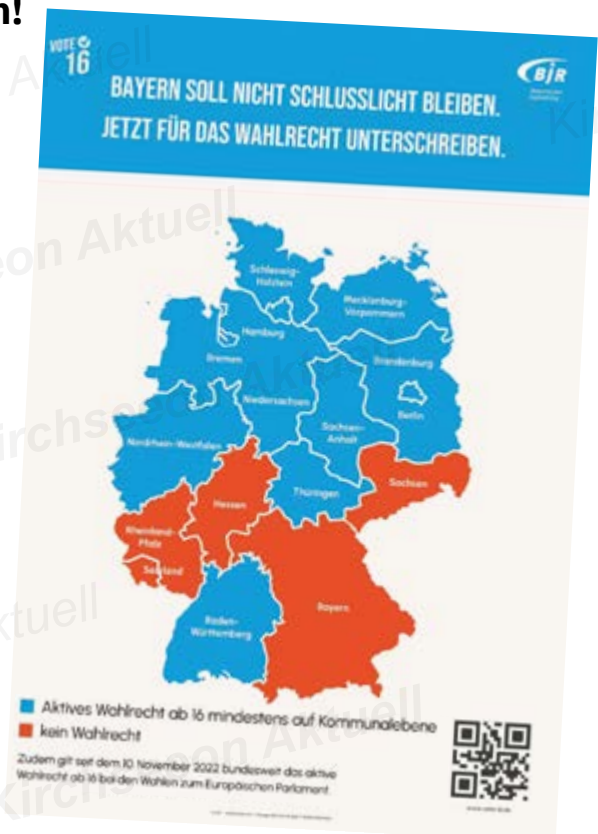 n!
VOTE
16
BJR
BAYERN SOLL NICHT SCHLUSSLICHT BLEIBEN.
JETZT FÜR DAS WAHLRECHT UNTERSCHREIBEN.
Schleswig-
Holstein
Mecklenburg-
Vorpommern
Hamburg
Bremen
Brandenburg
Niedersachsen
Berlin
Sachsen-
Anhalt
Nordrhein-Westfalen
Sachsen
Thüringen
Hessen
Rheinland-
Pfalz
Saarland
Bayern
Baden-
Württemberg
Aktives Wahlrecht ab 16 mindestens auf Kommunalebene
kein Wahlrecht
Zudem gilt seit dem 10. November 2022 bundesweit das aktive
Wahlrecht ab 16 bei den Wahlen zum Europäischen Parlament.